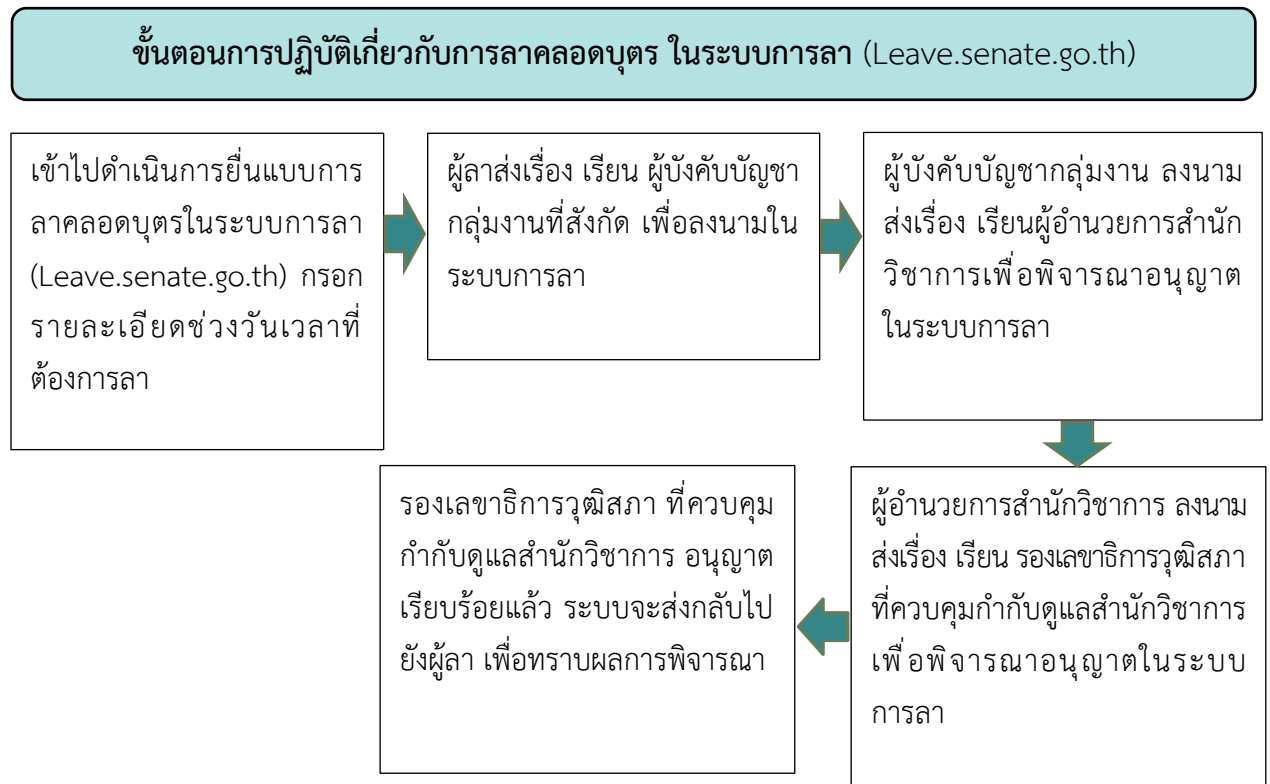 ขั้นตอนการปฏิบัติเกี่ยวกับการลาคลอดบุตร ในระบบการลา (Leave.senate.go.th)
เข้าไปดำเนินการยื่นแบบการ
ลาคลอดบุตรในระบบการลา
(Leave.senate.go.th) กรอก
รายละเอียดช่วงวันเวลาที่
ต้องการลา
ผู้ลาส่งเรื่อง เรียน ผู้บังคับบัญชา
กลุ่มงานที่สังกัด เพื่อลงนามใน
ระบบการลา
ผู้บังคับบัญชากลุ่มงาน ลงนาม
ส่งเรื่อง เรียนผู้อำนวยการสำนัก
วิชาการเพื่อพิจารณาอนุญาต
ในระบบการลา
ผู้อำนวยการสำนักวิชาการ ลงนาม
ส่งเรื่อง เรียน รองเลขาธิการวุฒิสภา
ที่ควบคุมกำกับดูแลสำนักวิชาการ
เพื่อพิจารณาอนุญาตในระบบ
การลา
รองเลขาธิการวุฒิสภา ที่ควบคุม
กำกับดูแลสำนักวิชาการ อนุญาต
เรียบร้อยแล้ว ระบบจะส่งกลับไป
ยังผู้ลา เพื่อทราบผลการพิจารณา